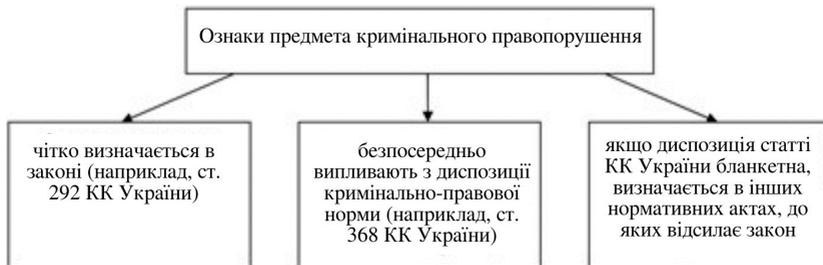 Ознаки предмета кримінального правопорушення
чітко визначається в
законі (наприклад, ст.
292 КК України)
безпосередньо
випливають з диспозиції
кримінально-правової
норми (наприклад, ст.
368 КК України)
якщо диспозиція статті
КК України бланкетна,
визначається в інших
нормативних актах, до
яких відсилає закон